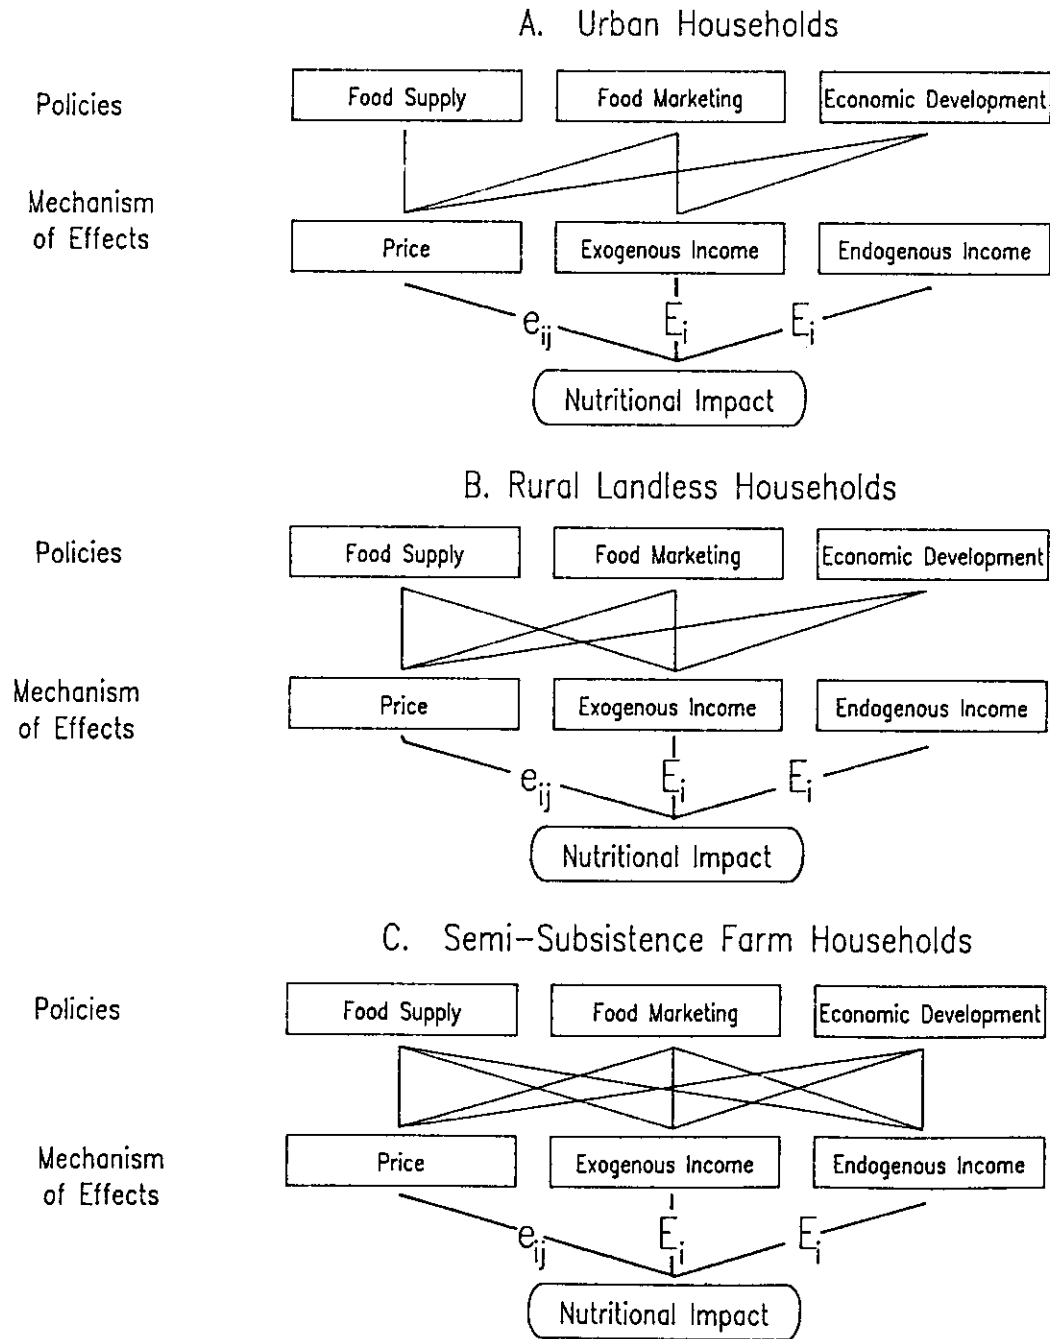 A. Urban Households
Policies
Food Supply
Food Marketing
Economic Development
Mechanism
of Effects
Price
Exogenous Income
Endogenous Income
eij
Ei
Ei
Nutritional Impact
B. Rural Landless Households
Policies
Food Supply
Food Marketing
Economic Development
Mechanism
of Effects
Price
Exogenous Income
Endogenous Income
eij
Ei
Ei
Nutritional Impact
C. Semi-Subsistence Farm Households
Policies
Food Supply
Food Marketing
Economic Development
Mechanism
of Effects
Price
Exogenous Income
Endogenous Income
eij
Ei
Ei
Nutritional Impact